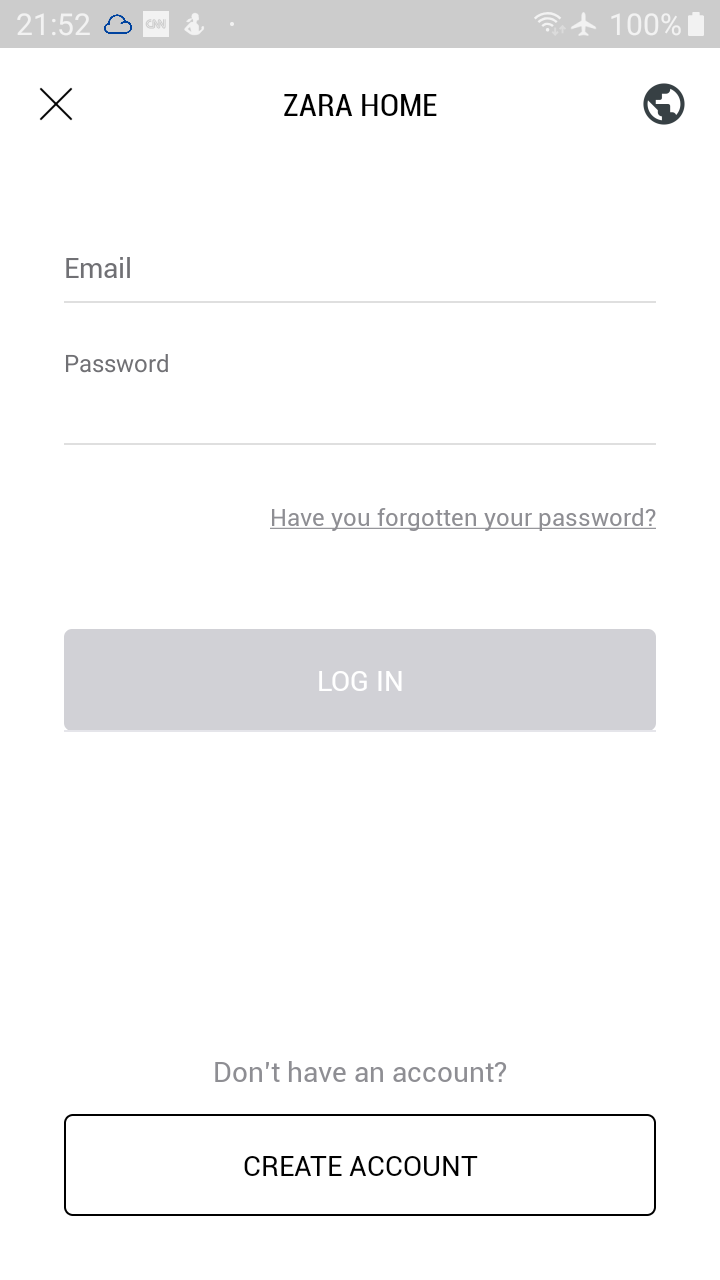 21:52 CNN 100%
ZARA HOME
Email
Password
Have you forgotten your password?
LOG IN
Don't have an account?
CREATE ACCOUNT